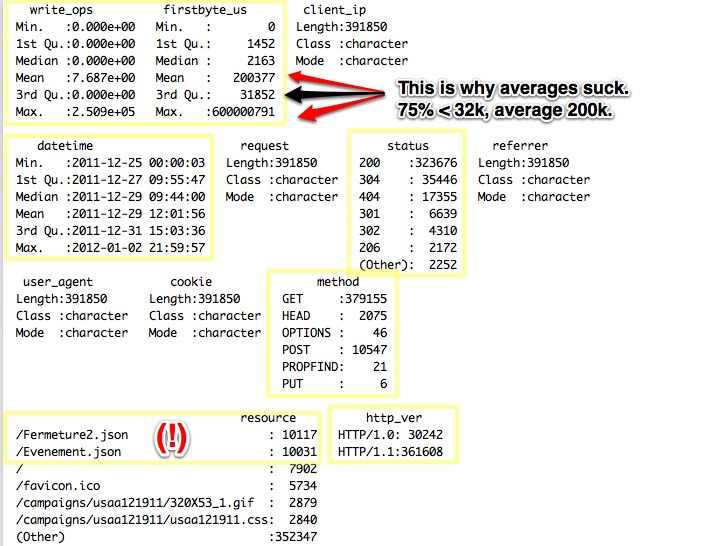 write_ops firstbyte_us client_ip
Min. :0.000e+00 Min. : 0 Length:391850
1st Qu.:0.000e+00 1st Qu.: 1452 Class :character
Median :0.000e+00 Median : 2163 Mode :character
Mean :7.687e+00 Mean : 200377
3rd Qu.:0.000e+00 3rd Qu.: 31852
Max. :2.509e+05 Max. :600000791
This is why averages suck.
75% < 32k, average 200k.
datetime request status referrer
Min. :2011-12-25 00:00:03 Length:391850 200 :323676 Length:391850
1st Qu.:2011-12-27 09:55:47 Class :character 304 : 35446 Class :character
Median :2011-12-29 09:44:00 Mode :character 404 : 17355 Mode :character
Mean :2011-12-29 12:01:56 301 : 6639
3rd Qu.:2011-12-31 15:03:36 302 : 4310
Max. :2012-01-02 21:59:57 206 : 2172
(Other): 2252
user_agent cookie method
Length:391850 Length:391850 GET :379155
Class :character Class :character HEAD : 2075
Mode :character Mode :character OPTIONS : 46
POST : 10547
PROPFIND: 21
PUT : 6
resource http_ver
/Fermeture2.json (!) : 10117 HTTP/1.0: 30242
/Evenement.json : 10031 HTTP/1.1:361608
/ : 7902
/favicon.ico : 5734
/campaigns/usaa121911/320X53_1.gif : 2879
/campaigns/usaa121911/usaa121911.css: 2840
(Other) :352347